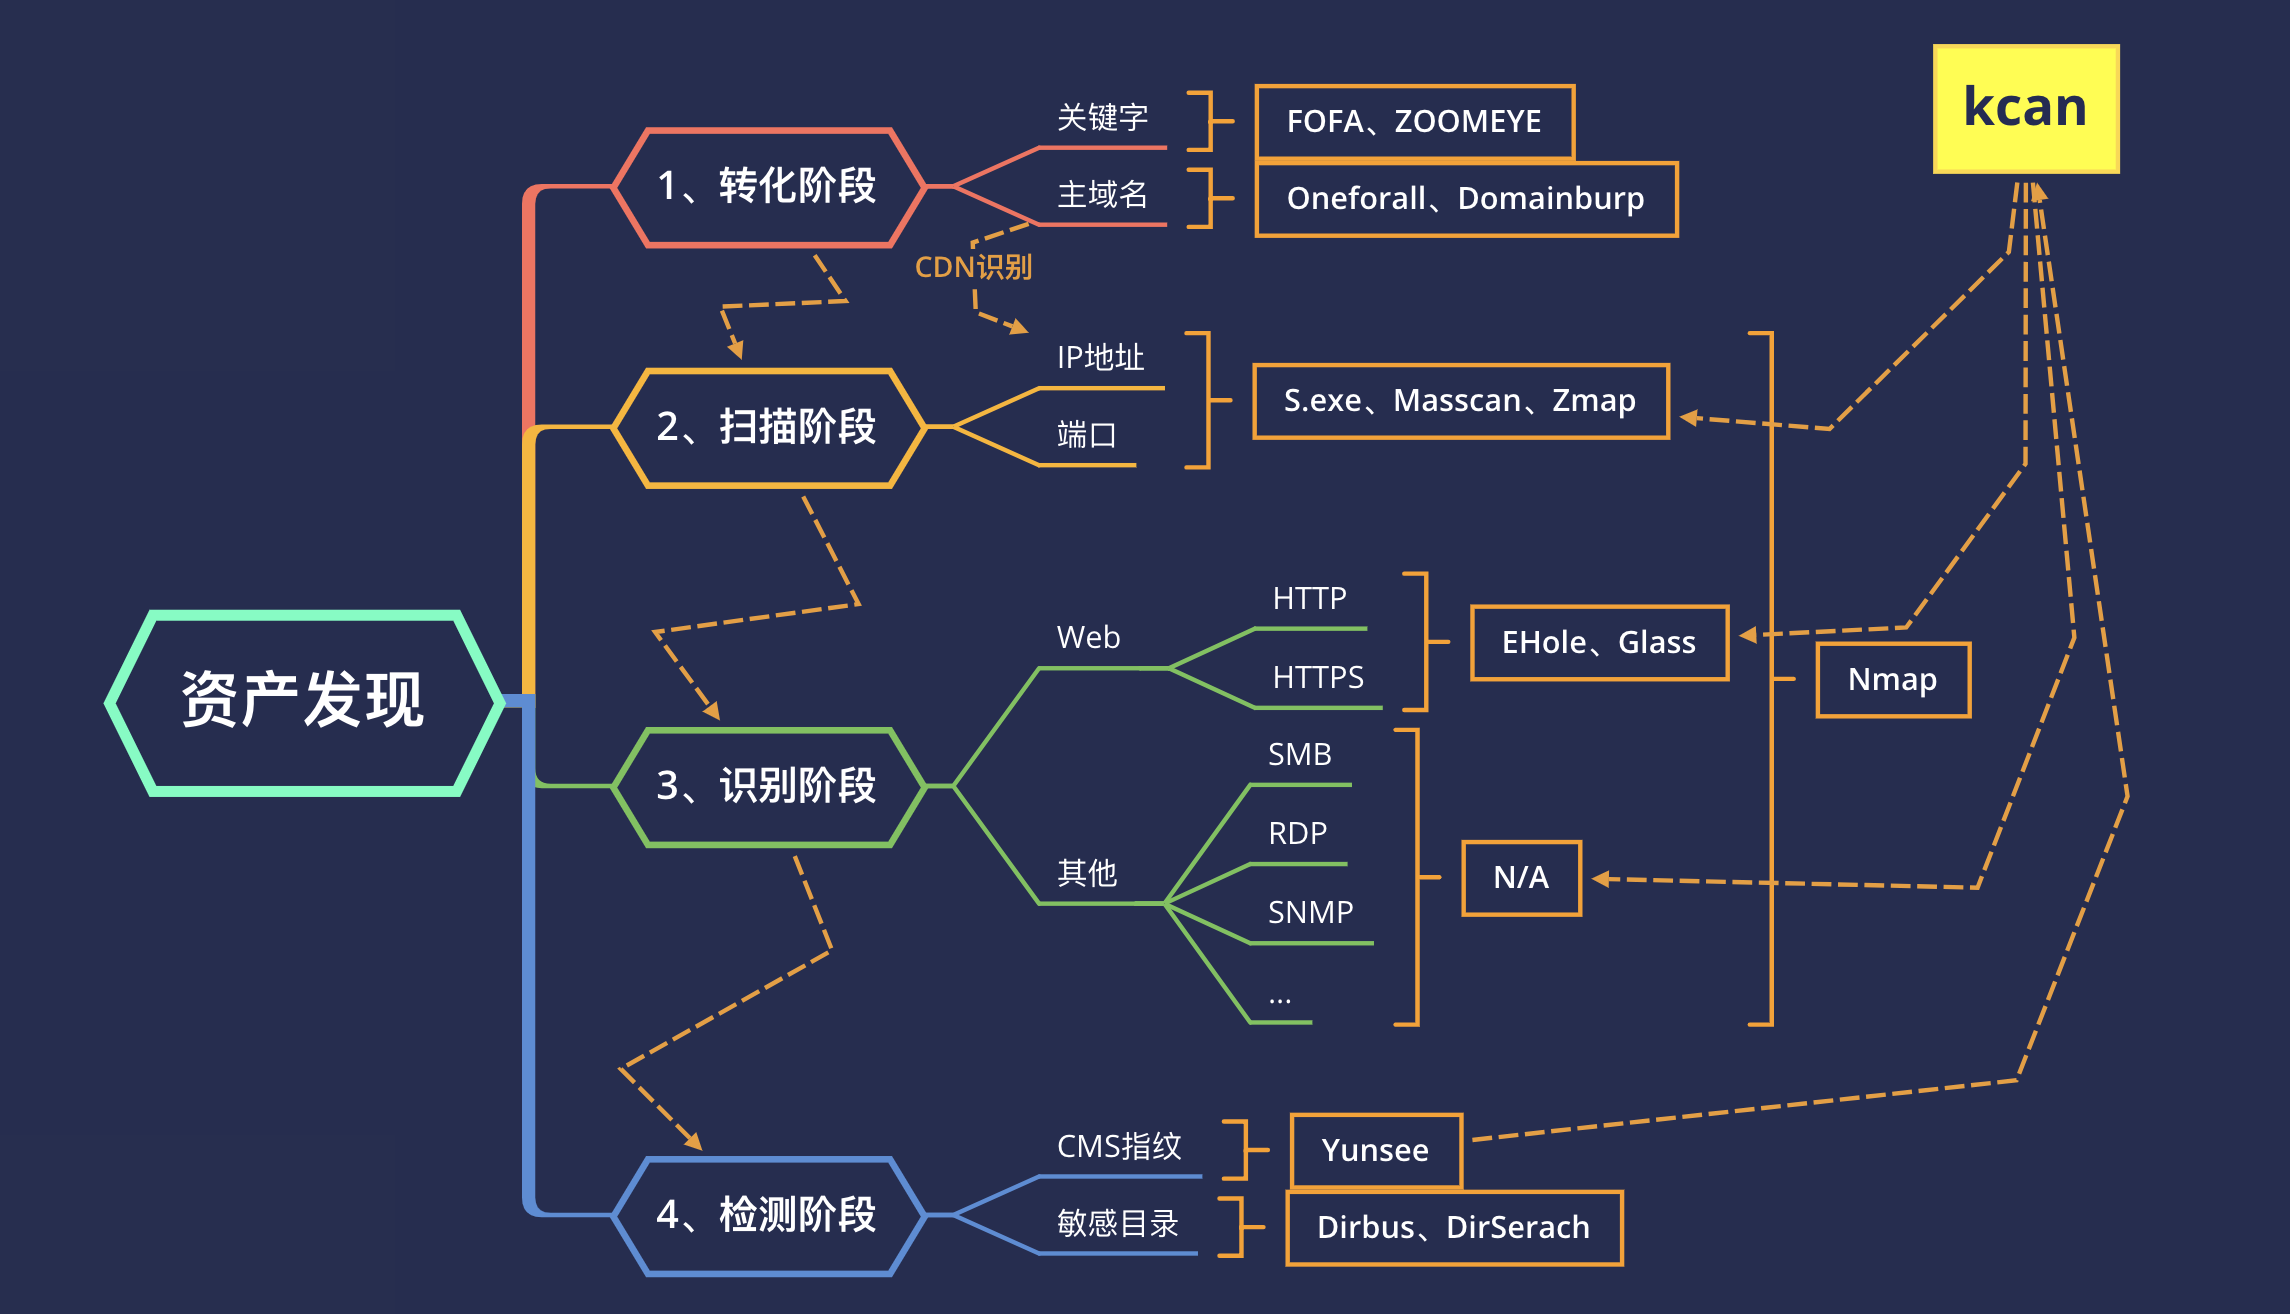 kcan
关键字
FOFA、ZOOMEYE
1、转化阶段
主域名
Oneforall、Domainburp
CDN识别
IP地址
S.exe、Masscan、Zmap
2、扫描阶段
端口
HTTP
Web
EHole、Glass
HTTPS
Nmap
资产发现
SMB
3、识别阶段
RDP
其他
N/A
SNMP
...
CMS指纹
Yunsee
4、检测阶段
敏感目录
Dirbus、DirSerach